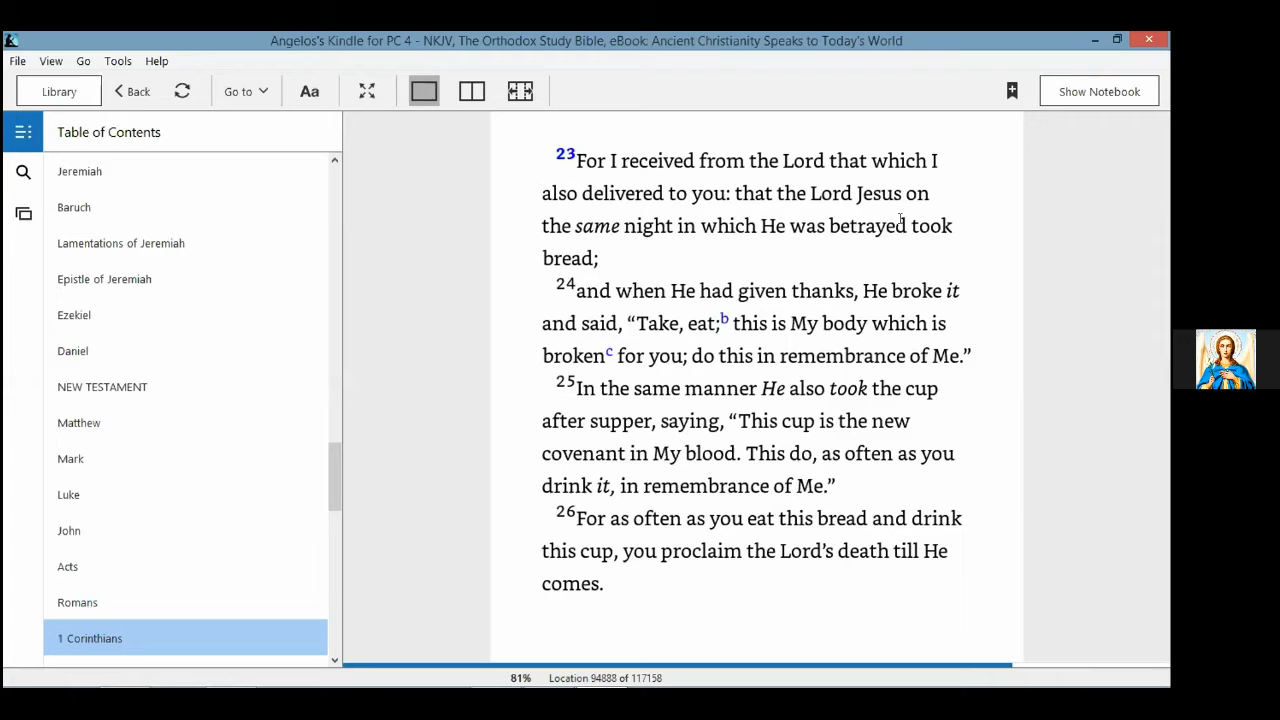 Angelos's Kindle for PC 4 - NKJV, The Orthodox Study Bible, eBook: Ancient Christianity Speaks to Today's World
File View Go Tools Help
Library Back Go to Aa Show Notebook
Table of Contents
Jeremiah
Baruch
Lamentations of Jeremiah
Epistle of Jeremiah
Ezekiel
Daniel
NEW TESTAMENT
Matthew
Mark
Luke
John
Acts
Romans
1 Corinthians
23For I received from the Lord that which I
also delivered to you: that the Lord Jesus on
the same night in which He was betrayed took
bread;
24and when He had given thanks, He broke it
and said, “Take, eat;b this is My body which is
brokenc for you; do this in remembrance of Me.”
25In the same manner He also took the cup
after supper, saying, “This cup is the new
covenant in My blood. This do, as often as you
drink it, in remembrance of Me.”
26For as often as you eat this bread and drink
this cup, you proclaim the Lord’s death till He
comes.
81% Location 94888 of 117158